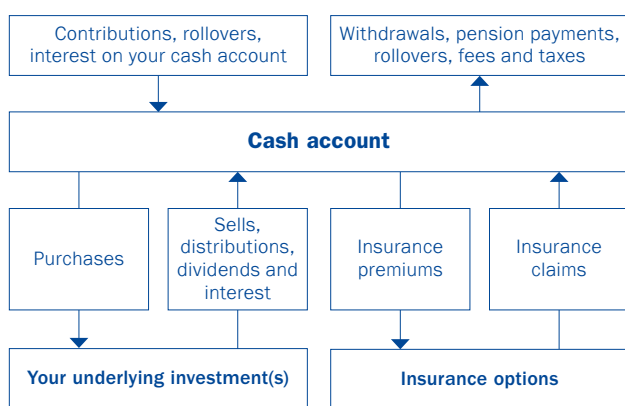 Contributions, rollovers,
interest on your cash account
Withdrawals, pension payments,
rollovers, fees and taxes
Cash account
Purchases
Sells,
distributions,
dividends and
interest
Insurance
premiums
Insurance
claims
Your underlying investment(s)
Insurance options